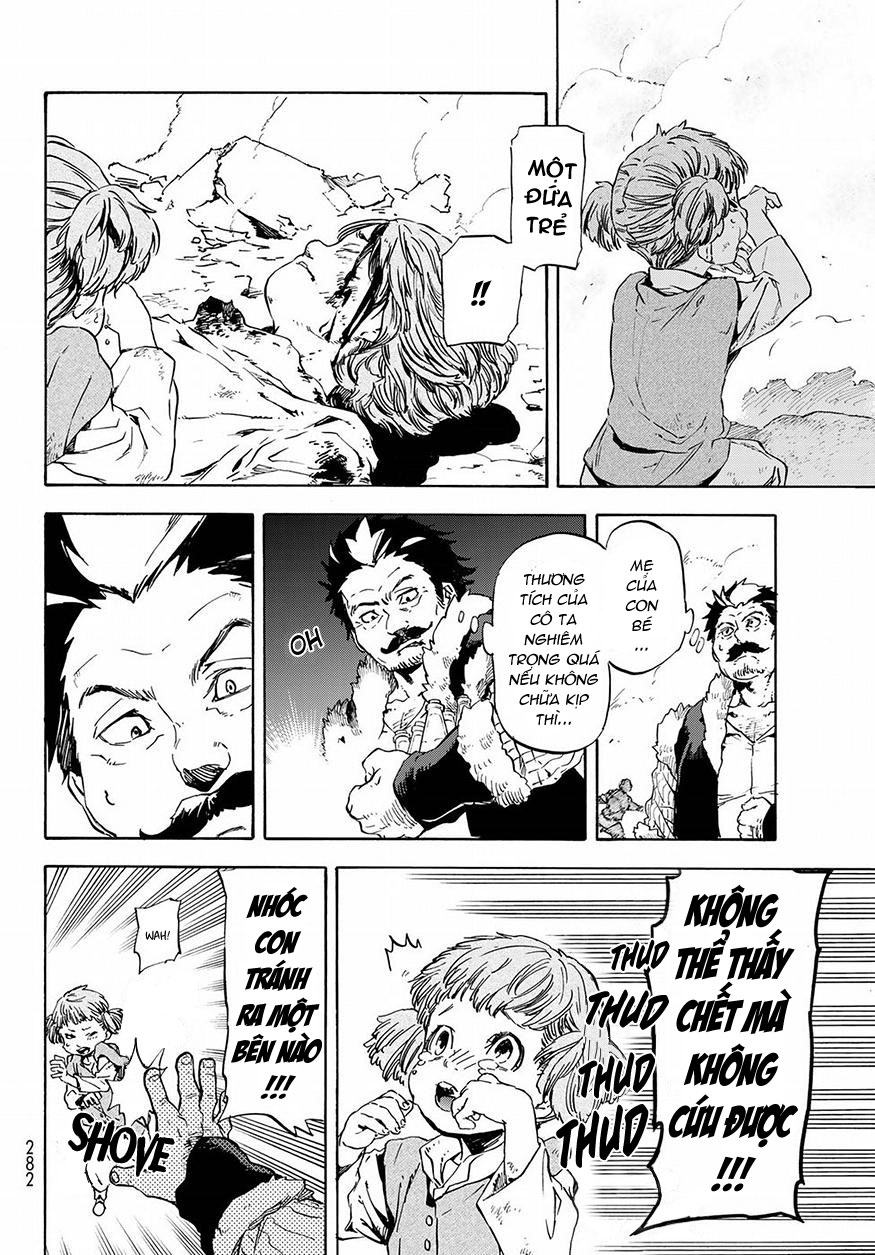 MỘT
ĐỨA
TRẺ
!!
MẸ
CỦA
CON
BÉ
...
THƯƠNG
TÍCH CỦA
CÔ TA
NGHIÊM
TRỌNG QUÁ
NẾU KHÔNG
CHỮA KỊP
THÌ...
OH
KHÔNG
THỂ THẤY
CHẾT MÀ
KHÔNG
CỨU ĐƯỢC
!!!
THUD
THUD
THUD
THUD
NHÓC
CON
TRÁNH
RA MỘT
BÊN NÀO
!!!
WAH!
SHOVE
282